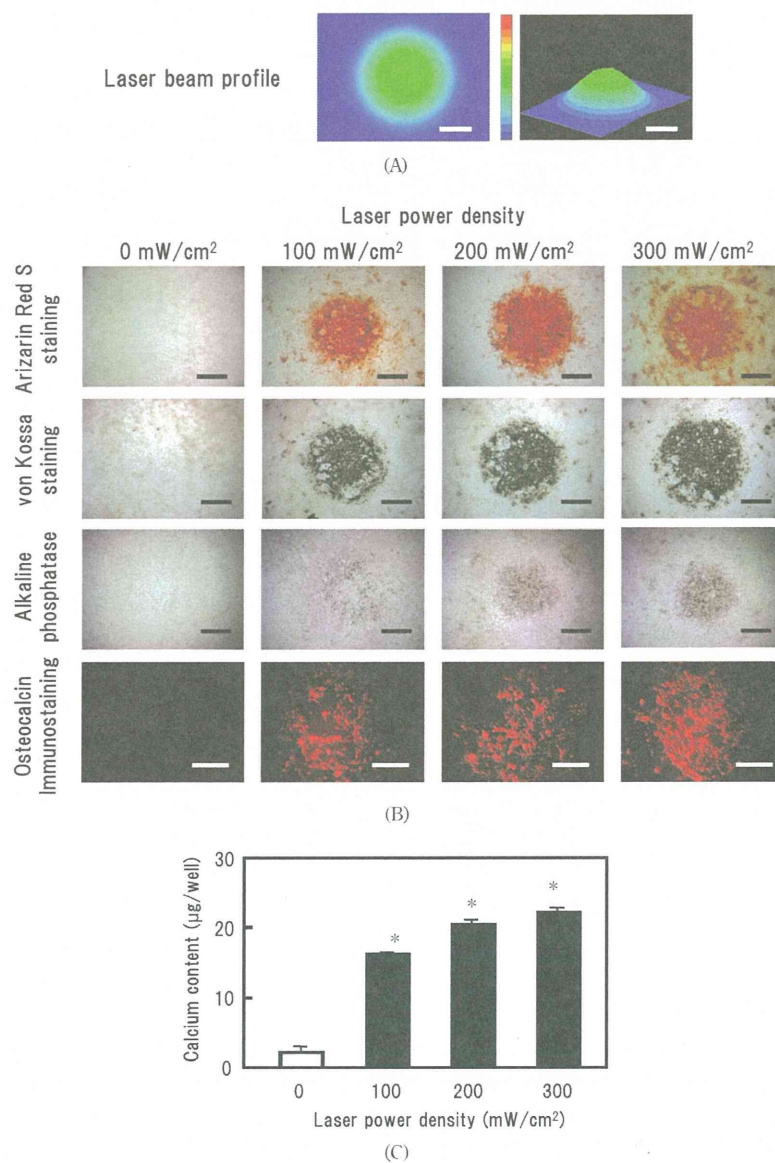 Laser beam profile
(A)
Laser power density
0 mW/cm²
100 mW/cm²
200 mW/cm²
300 mW/cm²
Arizarin Red S
staining
von Kossa
staining
Alkaline
phosphatase
Osteocalcin
Immunostaining
(B)
Calcium content (μg/well)
30
20
10
0
*
*
*
0
100
200
300
Laser power density (mW/cm²)
(C)